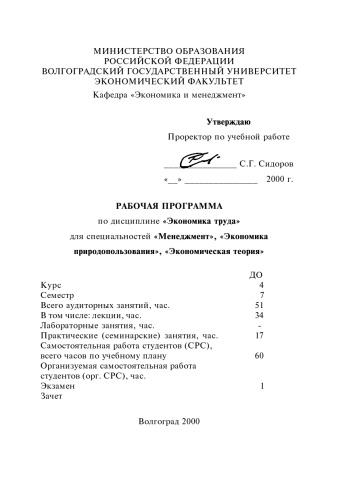 МИНИСТЕРСТВО ОБРАЗОВАНИЯ
РОССИЙСКОЙ ФЕДЕРАЦИИ
ВОЛГОГРАДСКИЙ ГОСУДАРСТВЕННЫЙ УНИВЕРСИТЕТ
ЭКОНОМИЧЕСКИЙ ФАКУЛЬТЕТ
Кафедра «Экономика и менеджмент»
Утверждаю
Проректор по учебной работе
________________ С.Г. Сидоров
«__» ________________ 2000 г.
РАБОЧАЯ ПРОГРАММА
по дисциплине «Экономика труда»
для специальностей «Менеджмент», «Экономика
природопользования», «Экономическая теория»
ДО
Курс 4
Семестр 7
Всего аудиторных занятий, час. 51
В том числе: лекции, час. 34
Лабораторные занятия, час. -
Практические (семинарские) занятия, час. 17
Самостоятельная работа студентов (СРС),
всего часов по учебному плану 60
Организуемая самостоятельная работа
студентов (орг. СРС), час.
Экзамен 1
Зачет
Волгоград 2000